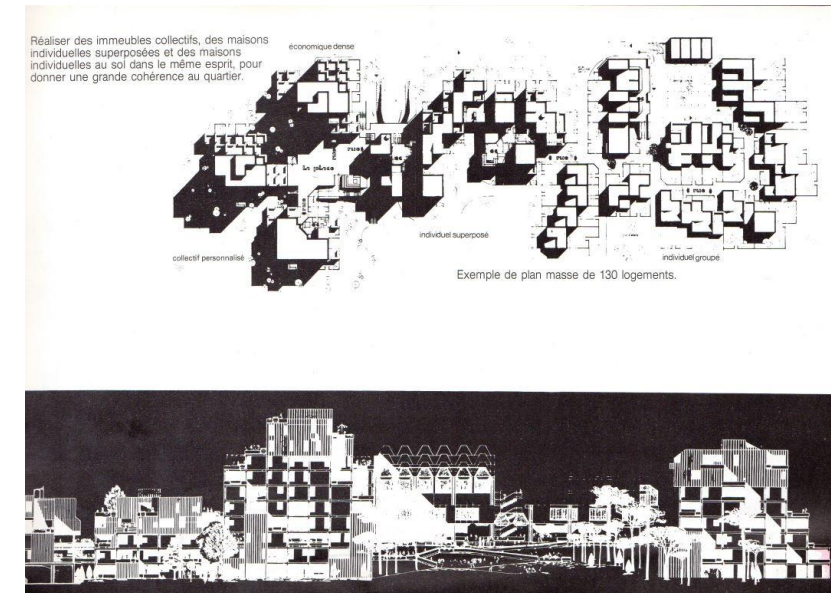 Réaliser des immeubles collectifs, des maisons
individuelles superposées et des maisons
individuelles au sol dans le même esprit, pour
donner une grande cohérence au quartier.
économique dense
la place
rue
rue
individuel superposé
collectif personnalisé
individuel groupé
Exemple de plan masse de 130 logements.